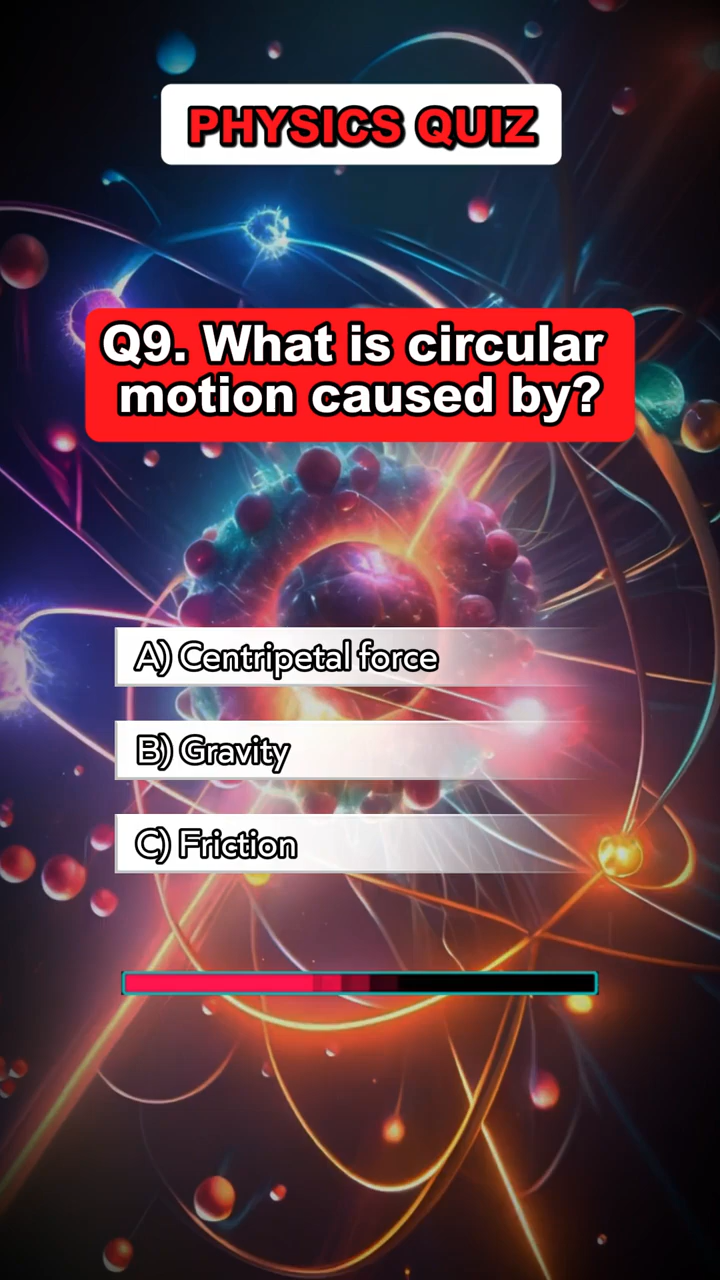 PHYSICS QUIZ
Q9. What is circular
motion caused by?
A) Centripetal force
B) Gravity
C) Friction